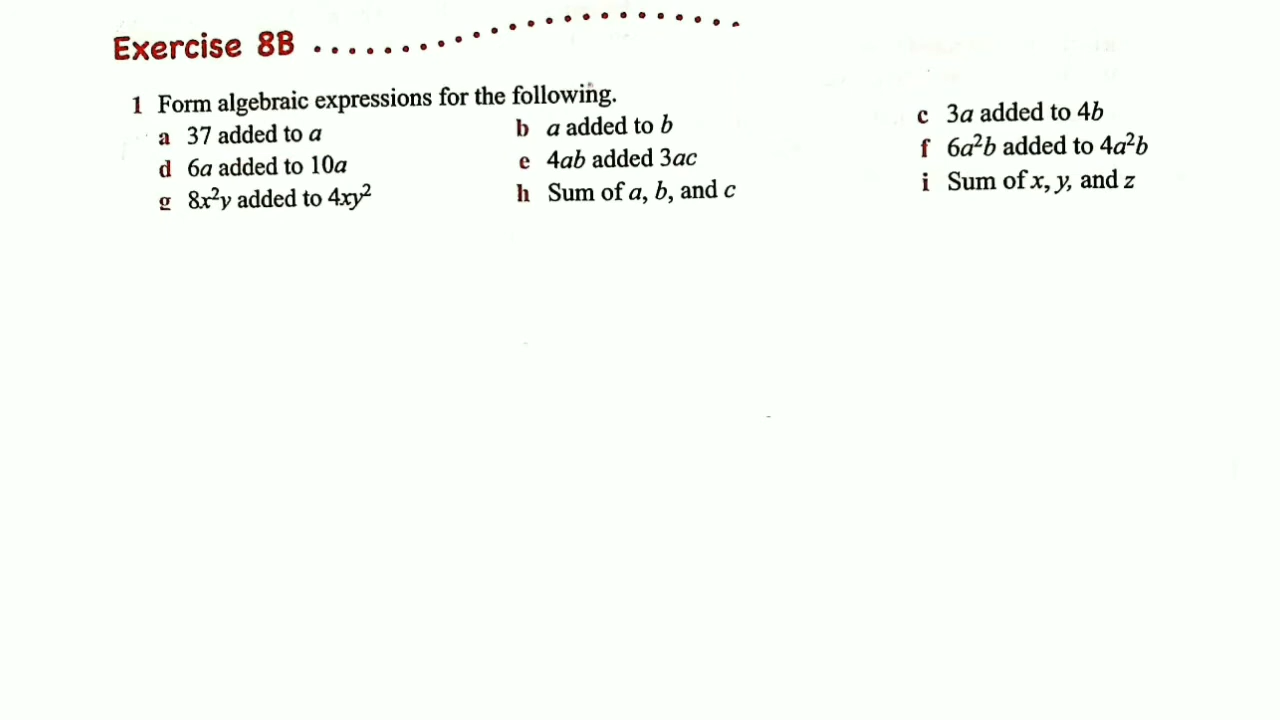 Exercise 8B
1 Form algebraic expressions for the following.
a 37 added to a b a added to b c 3a added to 4b
d 6a added to 10a e 4ab added 3ac f 6a²b added to 4a²b
g 8x²y added to 4xy² h Sum of a, b, and c i Sum of x, y, and z